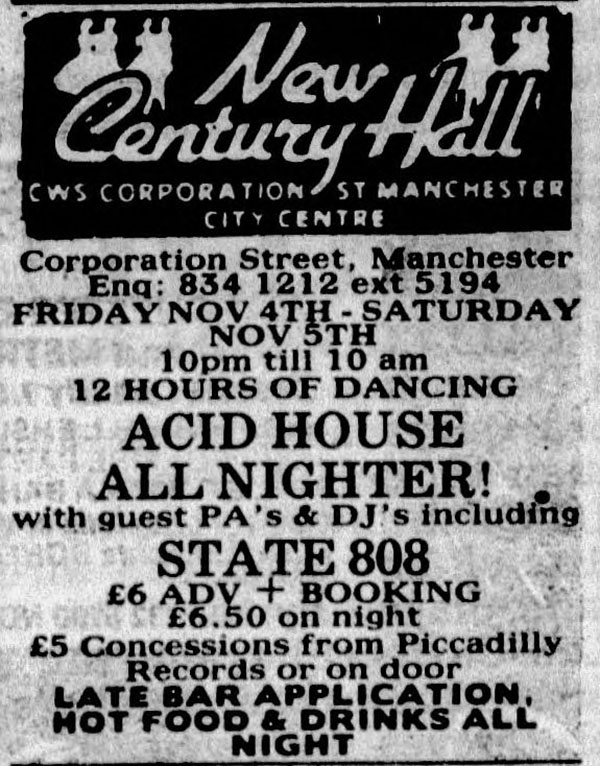 New
Century Hall
CWS CORPORATION ST MANCHESTER
CITY CENTRE
Corporation Street, Manchester
Enq: 834 1212 ext 5194
FRIDAY NOV 4TH - SATURDAY
NOV 5TH
10pm till 10 am
12 HOURS OF DANCING
ACID HOUSE
ALL NIGHTER!
with guest PA's & DJ's including
STATE 808
£6 ADV + BOOKING
£6.50 on night
£5 Concessions from Piccadilly
Records or on door
LATE BAR APPLICATION,
HOT FOOD & DRINKS ALL
NIGHT